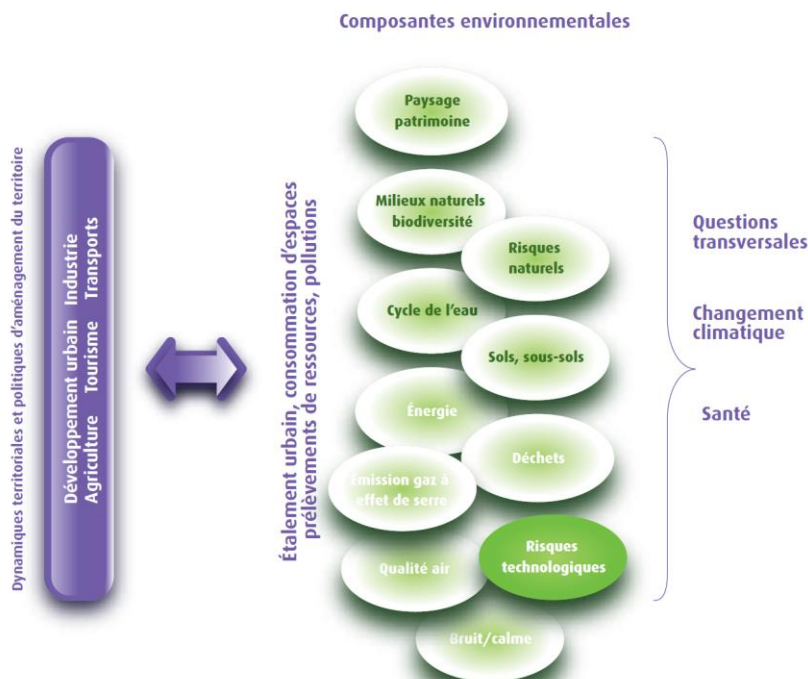 Composantes environnementales
Dynamiques territoriales et politiques d'aménagement du territoire
Développement urbain Industrie
Agriculture Tourisme Transports
Étalement urbain, consommation d'espaces
prélèvements de ressources, pollutions
Paysage
patrimoine
Milieux naturels
biodiversité
Risques
naturels
Cycle de l'eau
Sols, sous-sols
Énergie
Déchets
Émission gaz à
effet de serre
Risques
technologiques
Qualité air
Bruit/calme
Questions
transversales
Changement
climatique
Santé